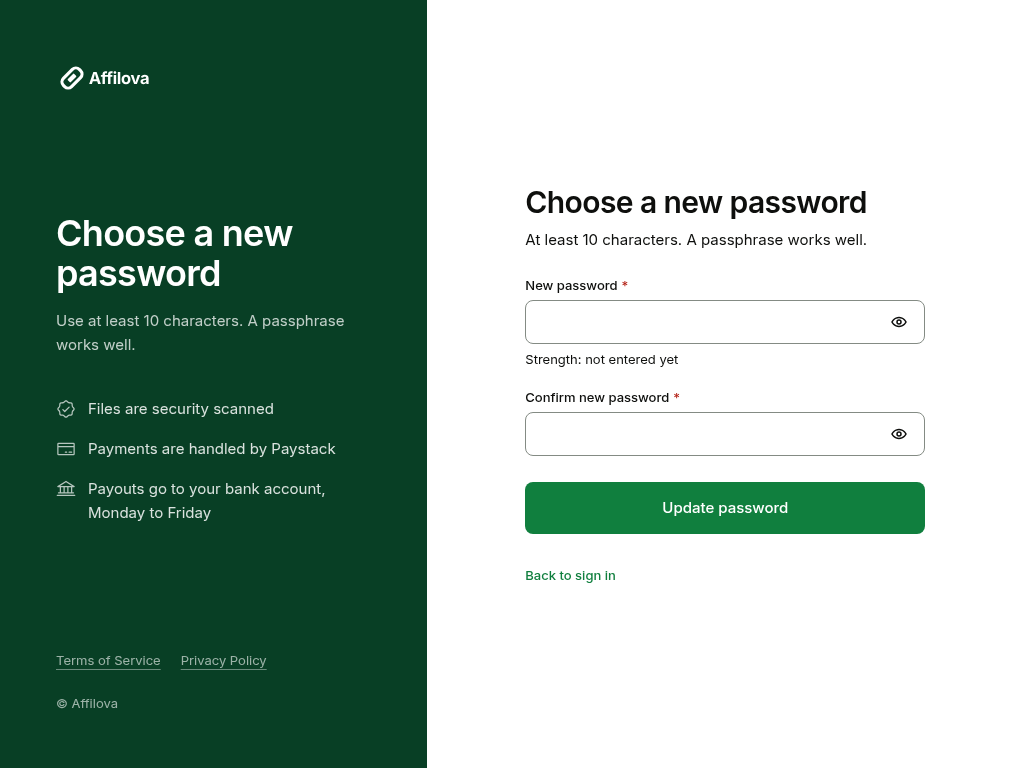 Affilova
Choose a new
password
Use at least 10 characters. A passphrase
works well.
Files are security scanned
Payments are handled by Paystack
Payouts go to your bank account,
Monday to Friday
Terms of Service
Privacy Policy
© Affilova
Choose a new password
At least 10 characters. A passphrase works well.
New password *
Strength: not entered yet
Confirm new password *
Update password
Back to sign in